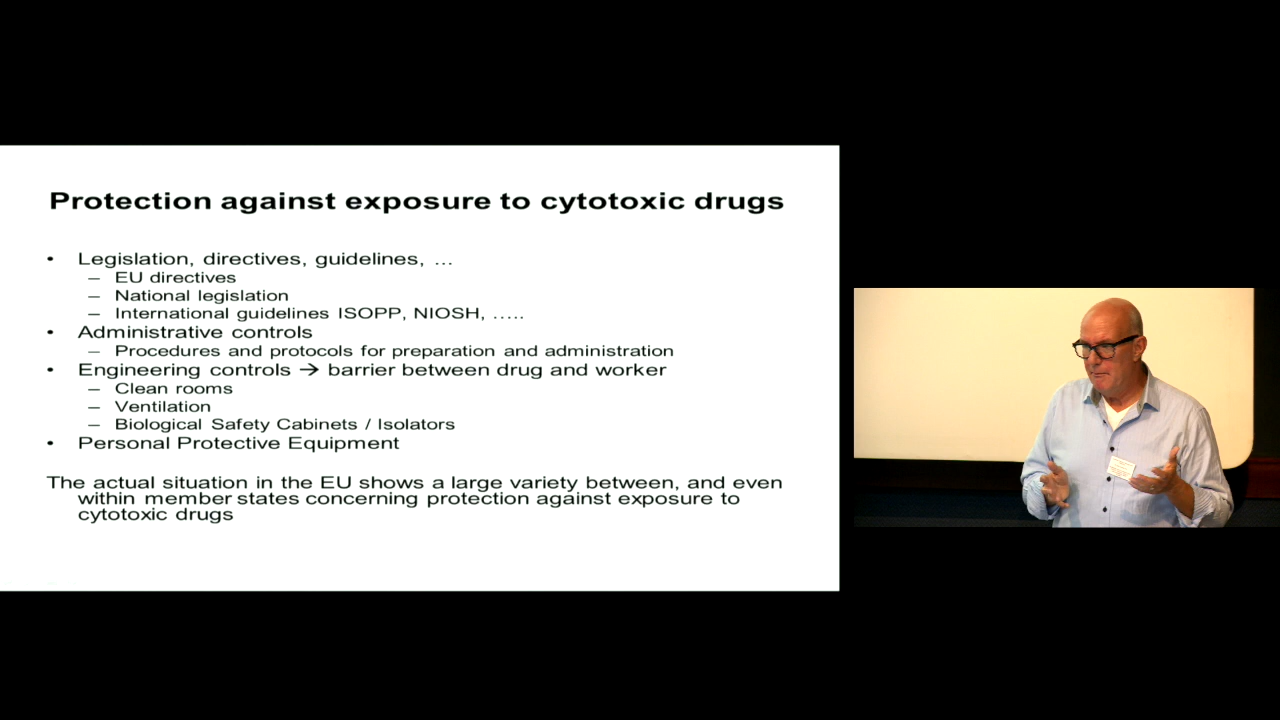 Protection against exposure to cytotoxic drugs
• Legislation, directives, guidelines, …
– EU directives
– National legislation
– International guidelines ISOPP, NIOSH, …..
• Administrative controls
– Procedures and protocols for preparation and administration
• Engineering controls → barrier between drug and worker
– Clean rooms
– Ventilation
– Biological Safety Cabinets / Isolators
• Personal Protective Equipment
The actual situation in the EU shows a large variety between, and even
within member states concerning protection against exposure to
cytotoxic drugs